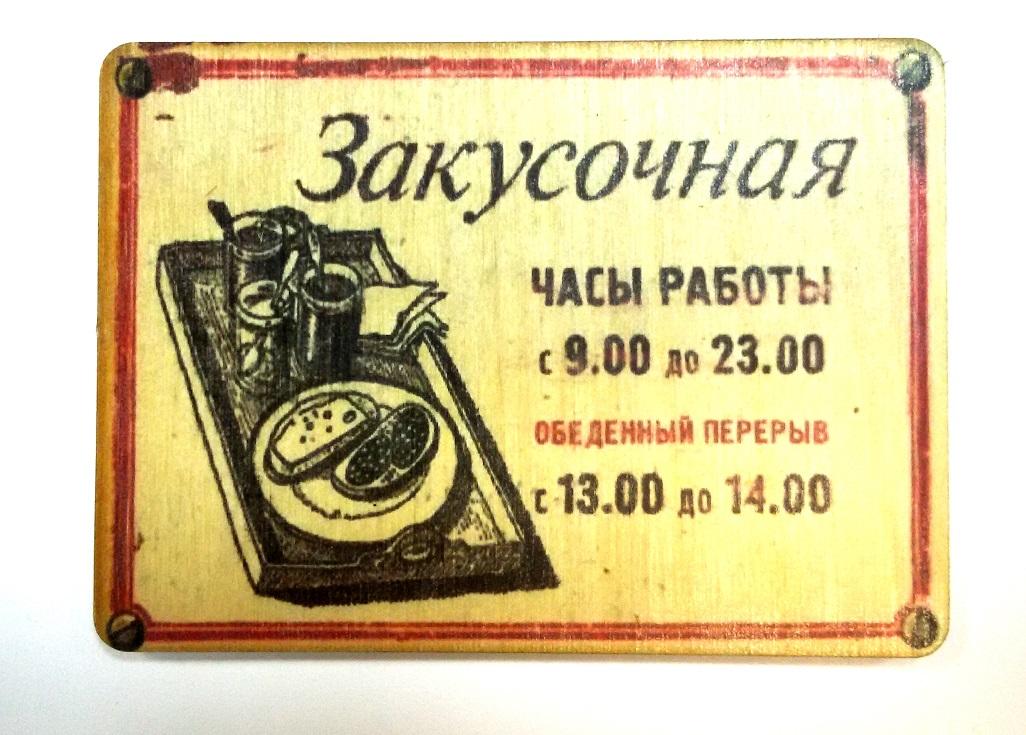 Закусочная
ЧАСЫ РАБОТЫ
с 9.00 до 23.00
ОБЕДЕННЫЙ ПЕРЕРЫВ
с 13.00 до 14.00